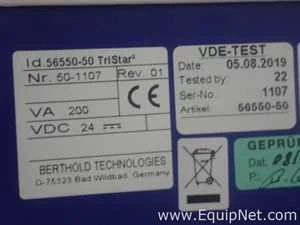 Id. 56550-50 TriStar²
Nr. 50-1107 Rev. 01
VA 200
CE
VDC 24
BERTHOLD TECHNOLOGIES
D-75323 Bad Wildbad, Germany
VDE-TEST
Date 05.08.2019
Tested by: 22
Ser-No.: 1107
Artikel: 56550-50
GEPRÜF
Dat.
P.:
www.EquipNet.com